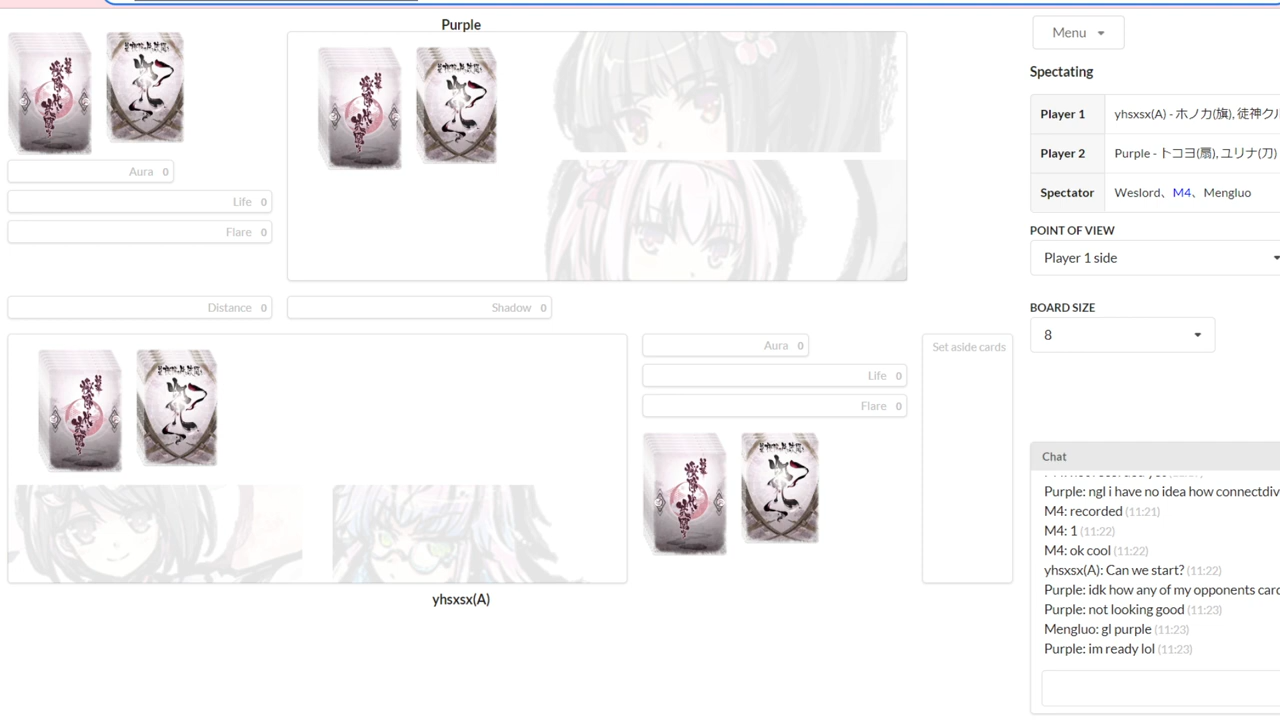 Purple
Menu
Spectating
Player 1 yhsxsx(A) - ホノカ(旗), 徒神ク
Player 2 Purple - トコヨ(扇), ユリナ(刀)
Spectator Weslord、M4、Mengluo
POINT OF VIEW
Player 1 side
BOARD SIZE
8
Aura 0
Life 0
Flare 0
Distance 0
Shadow 0
Aura 0
Life 0
Flare 0
Set aside cards
yhsxsx(A)
Chat
Purple: ngl i have no idea how connectdiv
M4: recorded (11:21)
M4: 1 (11:22)
M4: ok cool (11:22)
yhsxsx(A): Can we start? (11:22)
Purple: idk how any of my opponents card
Purple: not looking good (11:23)
Mengluo: gl purple (11:23)
Purple: im ready lol (11:23)